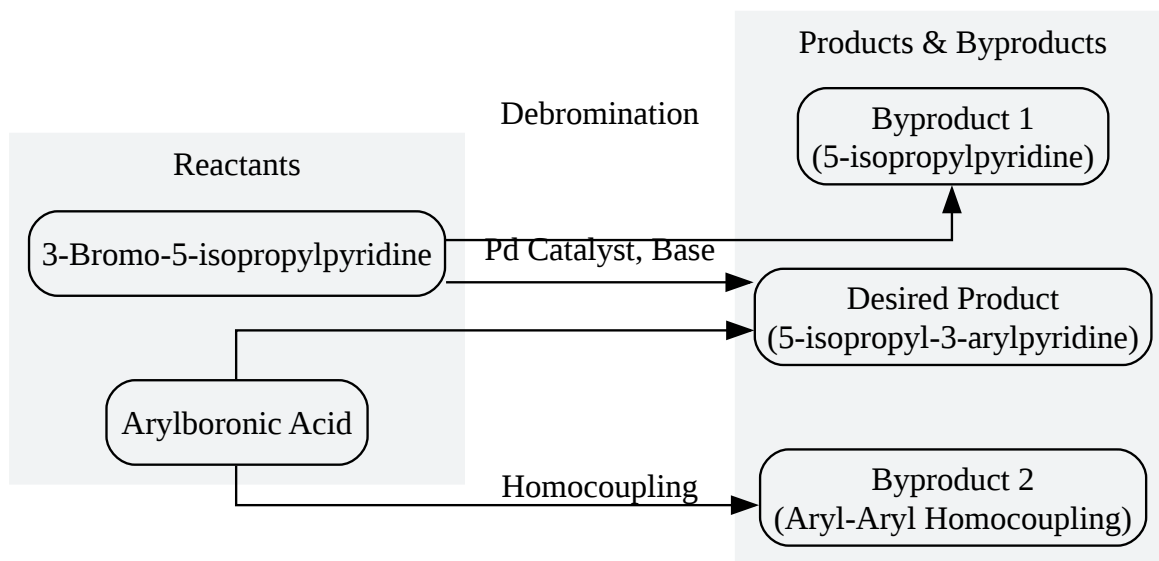 Products & Byproducts
Debromination
Byproduct 1
(5-isopropylpyridine)
Reactants
3-Bromo-5-isopropylpyridine
Pd Catalyst, Base
Desired Product
(5-isopropyl-3-arylpyridine)
Arylboronic Acid
Homocoupling
Byproduct 2
(Aryl-Aryl Homocoupling)